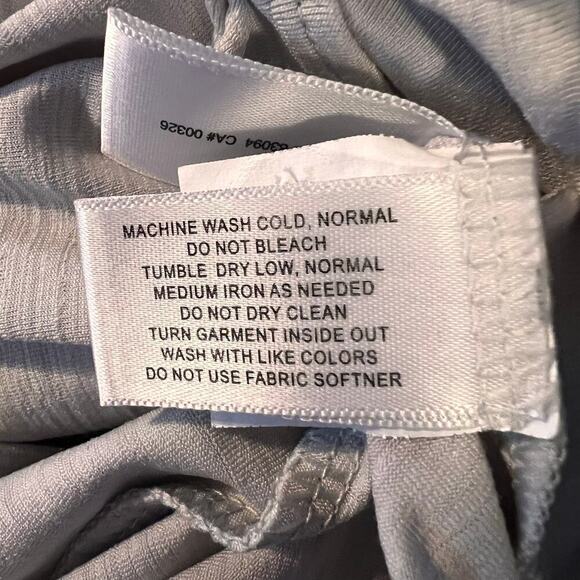 83094 CA# 00326
MACHINE WASH COLD, NORMAL
DO NOT BLEACH
TUMBLE DRY LOW, NORMAL
MEDIUM IRON AS NEEDED
DO NOT DRY CLEAN
TURN GARMENT INSIDE OUT
WASH WITH LIKE COLORS
DO NOT USE FABRIC SOFTNER